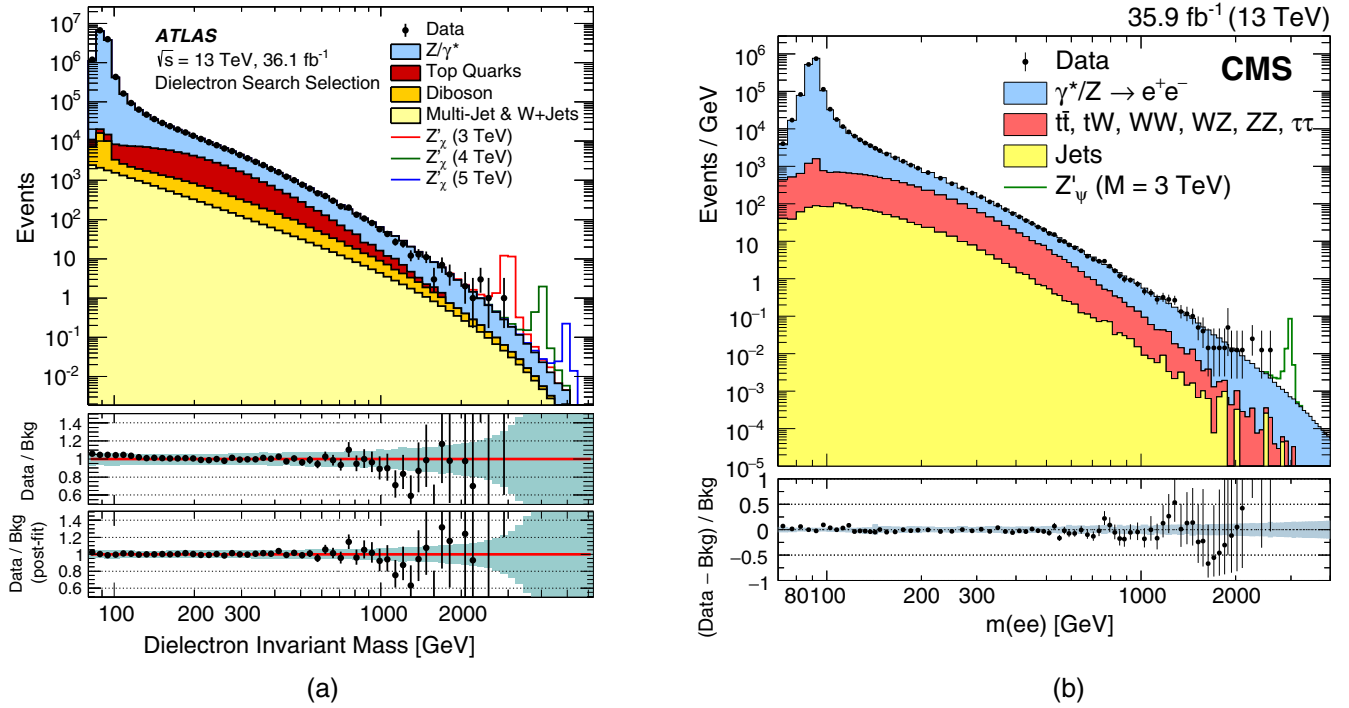 ATLAS
√s = 13 TeV, 36.1 fb⁻¹
Dielectron Search Selection
Data
Z/γ*
Top Quarks
Diboson
Multi-Jet & W+Jets
Z'χ (3 TeV)
Z'χ (4 TeV)
Z'χ (5 TeV)
Events
10⁷
10⁶
10⁵
10⁴
10³
10²
10
1
10⁻¹
10⁻²
Data / Bkg
1.4
1.2
1
0.8
0.6
Data / Bkg
(post-fit)
1.4
1.2
1
0.8
0.6
100 200 300 1000 2000
Dielectron Invariant Mass [GeV]
(a)
35.9 fb⁻¹ (13 TeV)
CMS
Data
γ*/Z → e⁺e⁻
tt̄, tW, WW, WZ, ZZ, ττ
Jets
Z'ψ (M = 3 TeV)
Events / GeV
10⁷
10⁶
10⁵
10⁴
10³
10²
10
1
10⁻¹
10⁻²
10⁻³
10⁻⁴
10⁻⁵
(Data − Bkg) / Bkg
1
0.5
0
−0.5
−1
80 100 200 300 1000 2000
m(ee) [GeV]
(b)